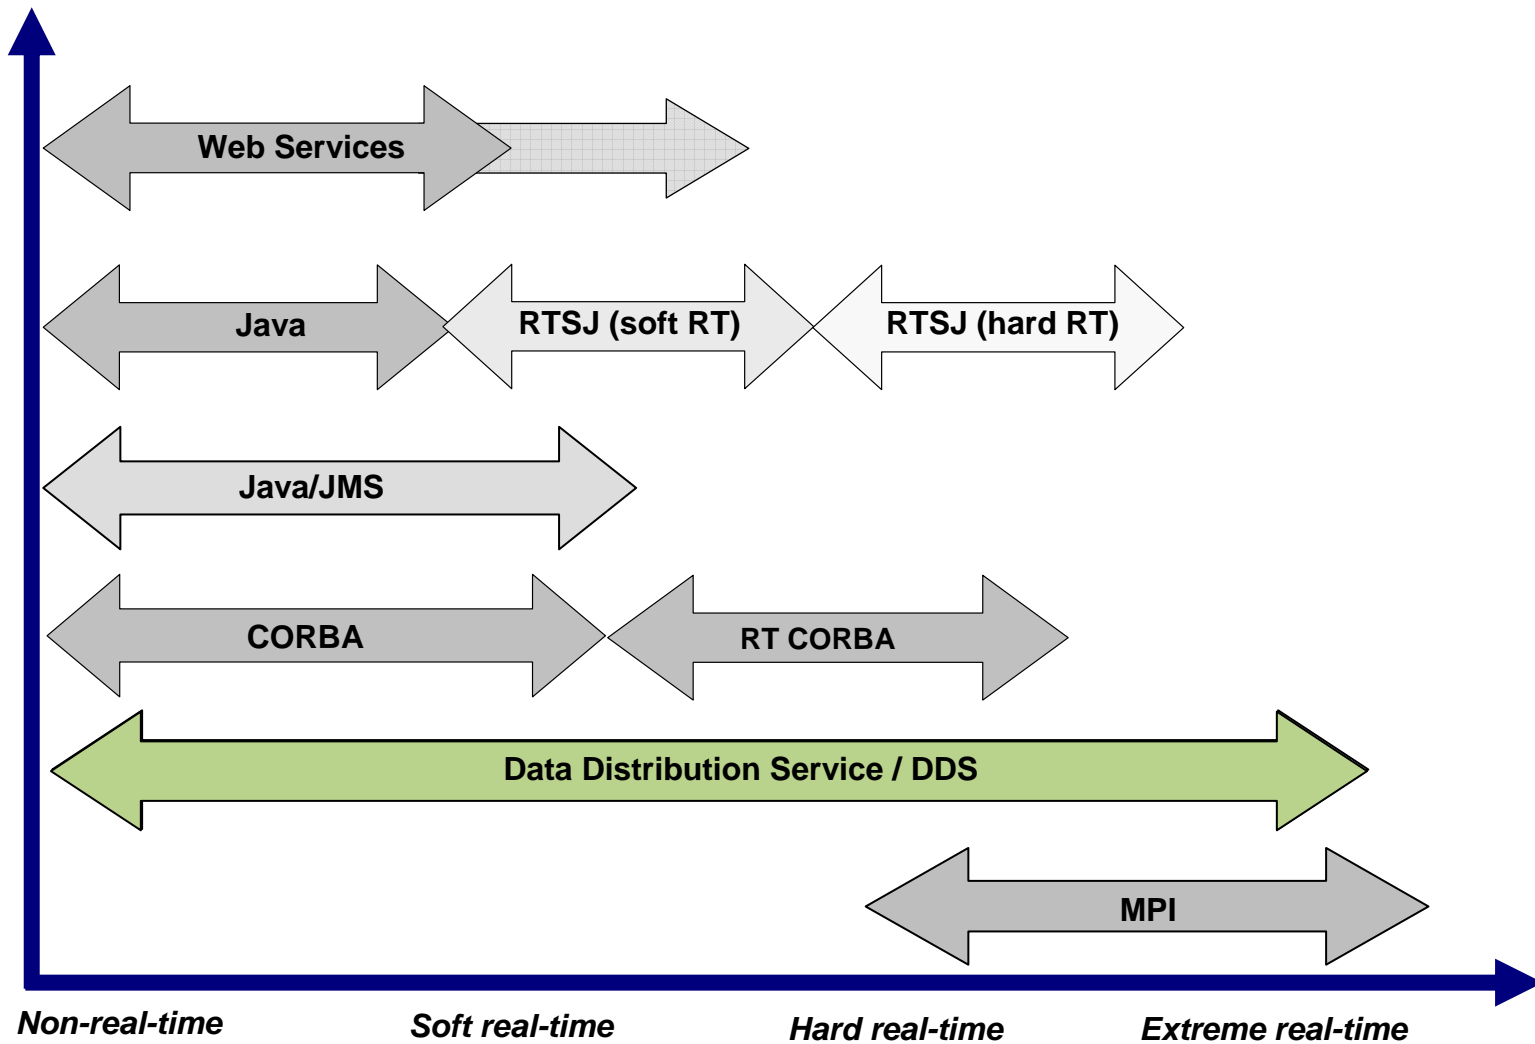 Web Services
Java
RTSJ (soft RT)
RTSJ (hard RT)
Java/JMS
CORBA
RT CORBA
Data Distribution Service / DDS
MPI
Non-real-time
Soft real-time
Hard real-time
Extreme real-time